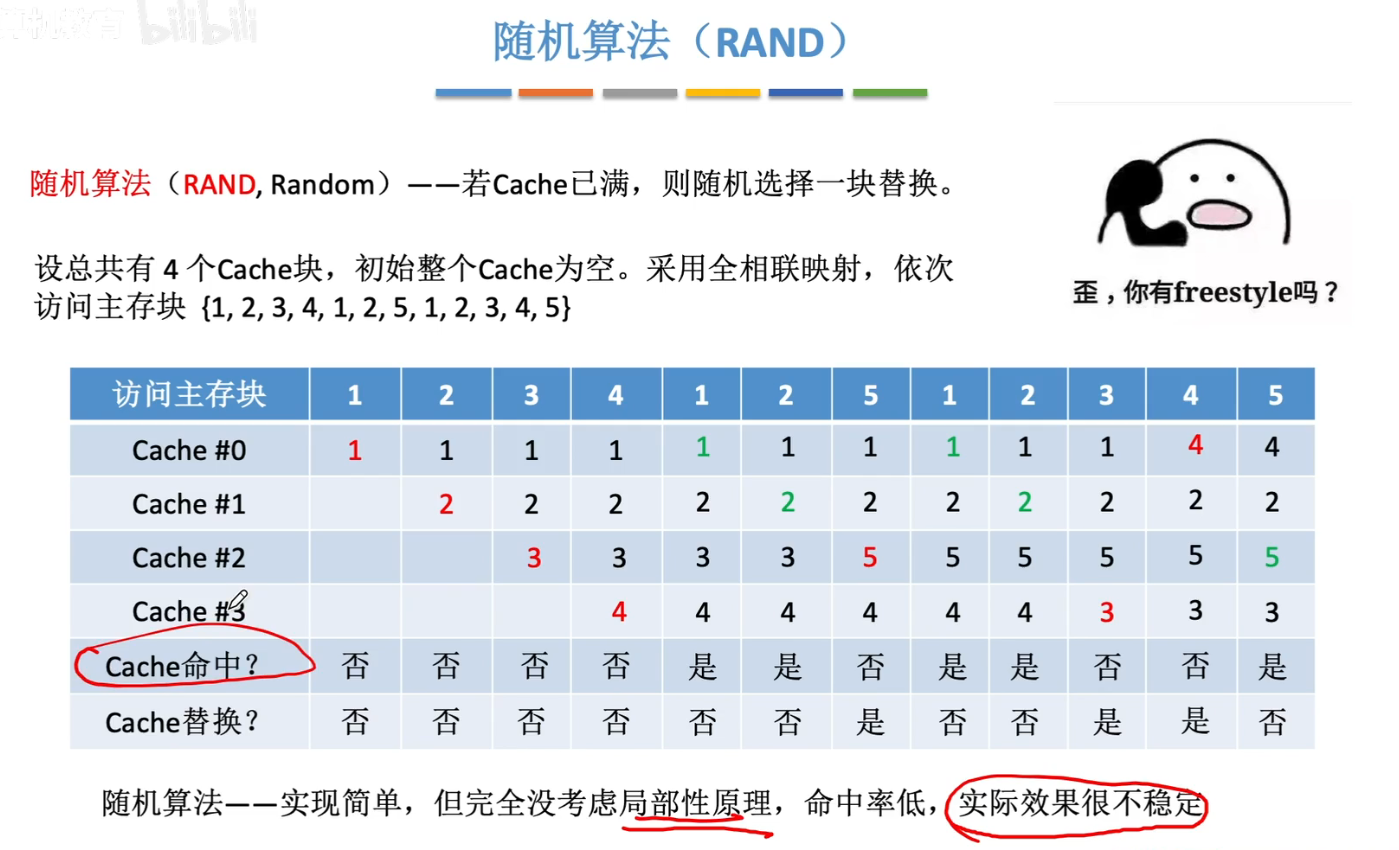 bilibili
随机算法（RAND）
随机算法（RAND, Random）——若Cache已满，则随机选择一块替换。
设总共有 4 个Cache块，初始整个Cache为空。采用全相联映射，依次
访问主存块 {1, 2, 3, 4, 1, 2, 5, 1, 2, 3, 4, 5}
歪，你有freestyle吗？
访问主存块 1 2 3 4 1 2 5 1 2 3 4 5
Cache #0 1 1 1 1 1 1 1 1 1 1 4 4
Cache #1 2 2 2 2 2 2 2 2 2 2 2
Cache #2 3 3 3 3 5 5 5 5 5 5
Cache #3 4 4 4 4 4 4 3 3 3
Cache命中？ 否 否 否 否 是 是 否 是 是 否 否 是
Cache替换？ 否 否 否 否 否 否 是 否 否 是 是 否
随机算法——实现简单，但完全没考虑局部性原理，命中率低，实际效果很不稳定